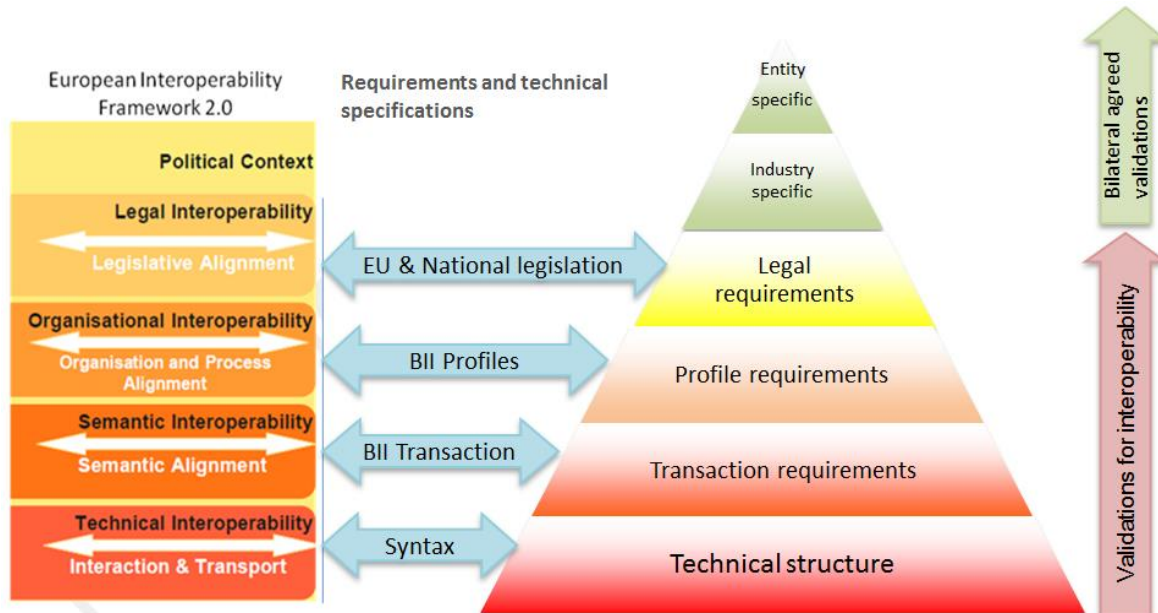 European Interoperability
Framework 2.0
Political Context
Legal Interoperability
Legislative Alignment
Organisational Interoperability
Organisation and Process
Alignment
Semantic Interoperability
Semantic Alignment
Technical Interoperability
Interaction & Transport
Requirements and technical
specifications
EU & National legislation
BII Profiles
BII Transaction
Syntax
Entity
specific
Industry
specific
Legal
requirements
Profile requirements
Transaction requirements
Technical structure
Bilateral agreed
validations
Validations for interoperability